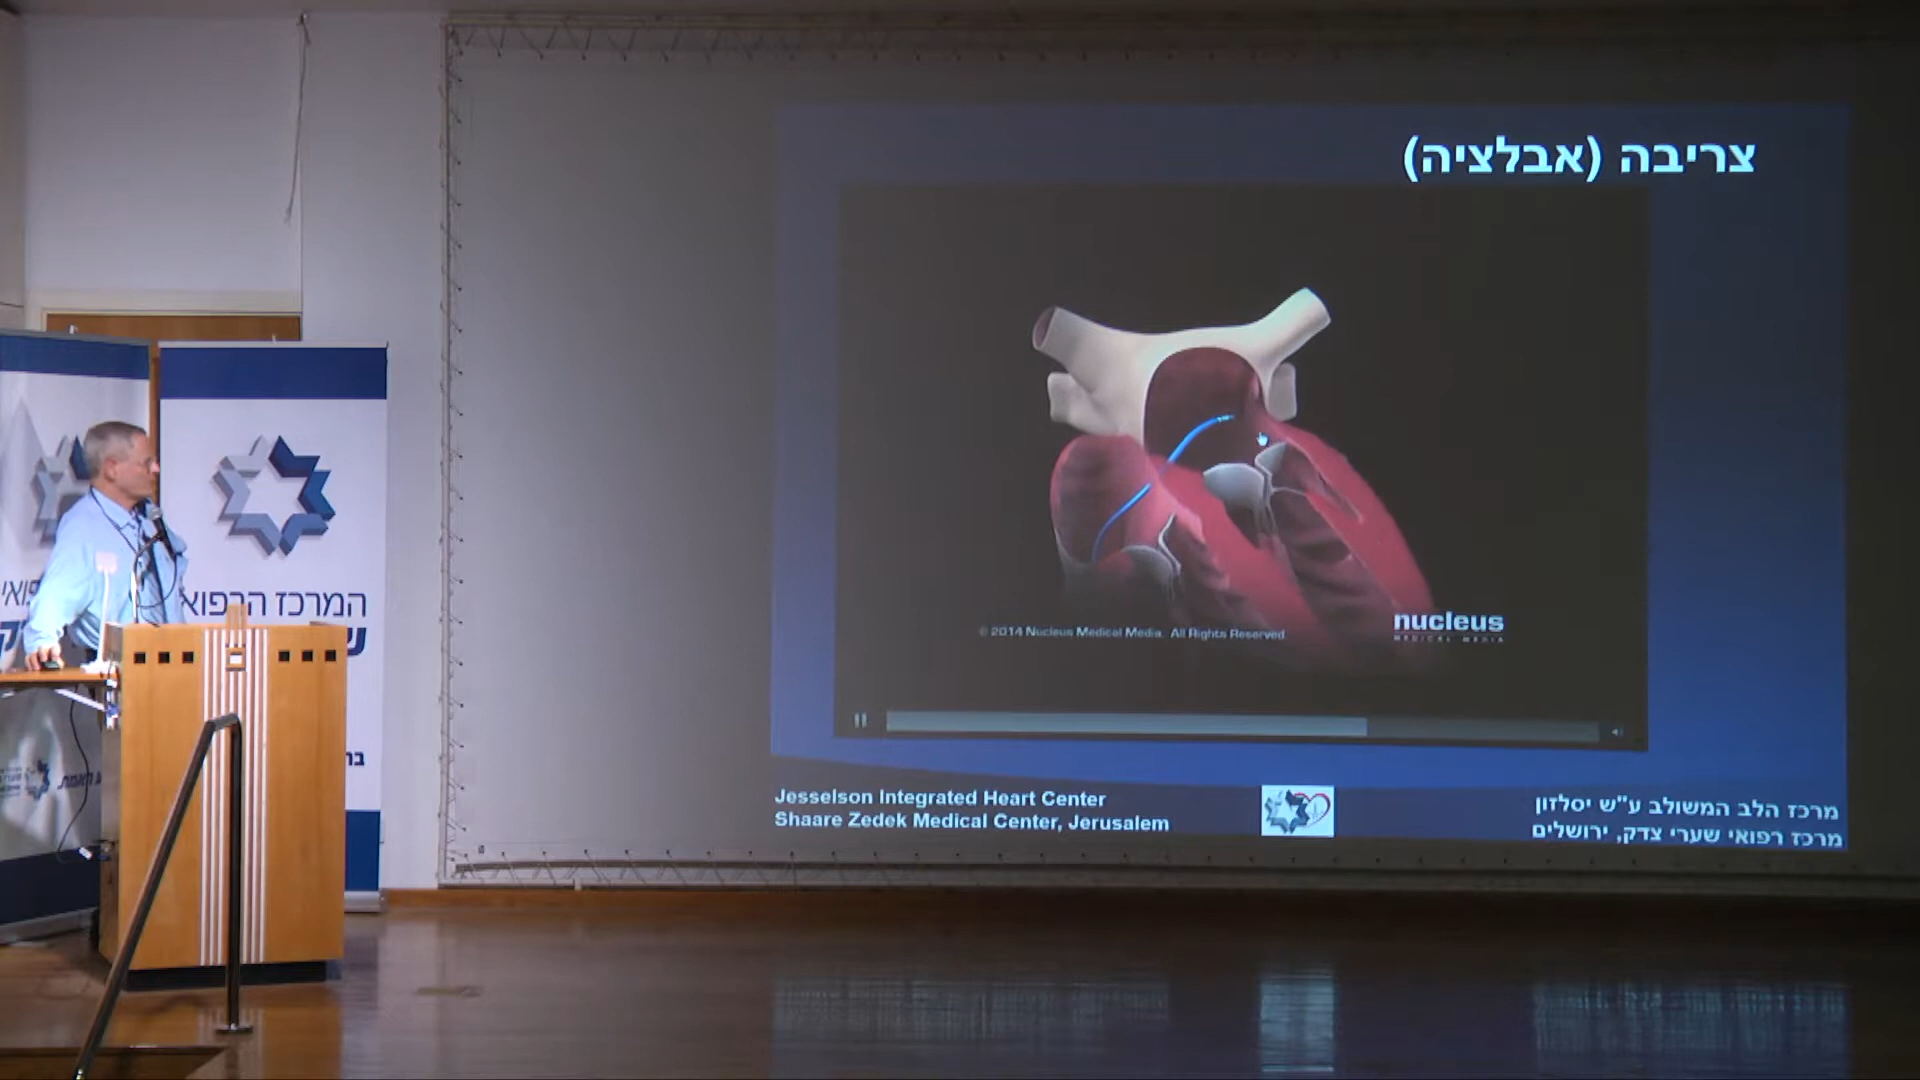 צריבה (אבלציה)
© 2014 Nucleus Medical Media. All Rights Reserved
nucleus
MEDICAL MEDIA
Jesselson Integrated Heart Center
Shaare Zedek Medical Center, Jerusalem
מרכז הלב המשולב ע"ש יסלזון
מרכז רפואי שערי צדק, ירושלים
המרכז הרפואי